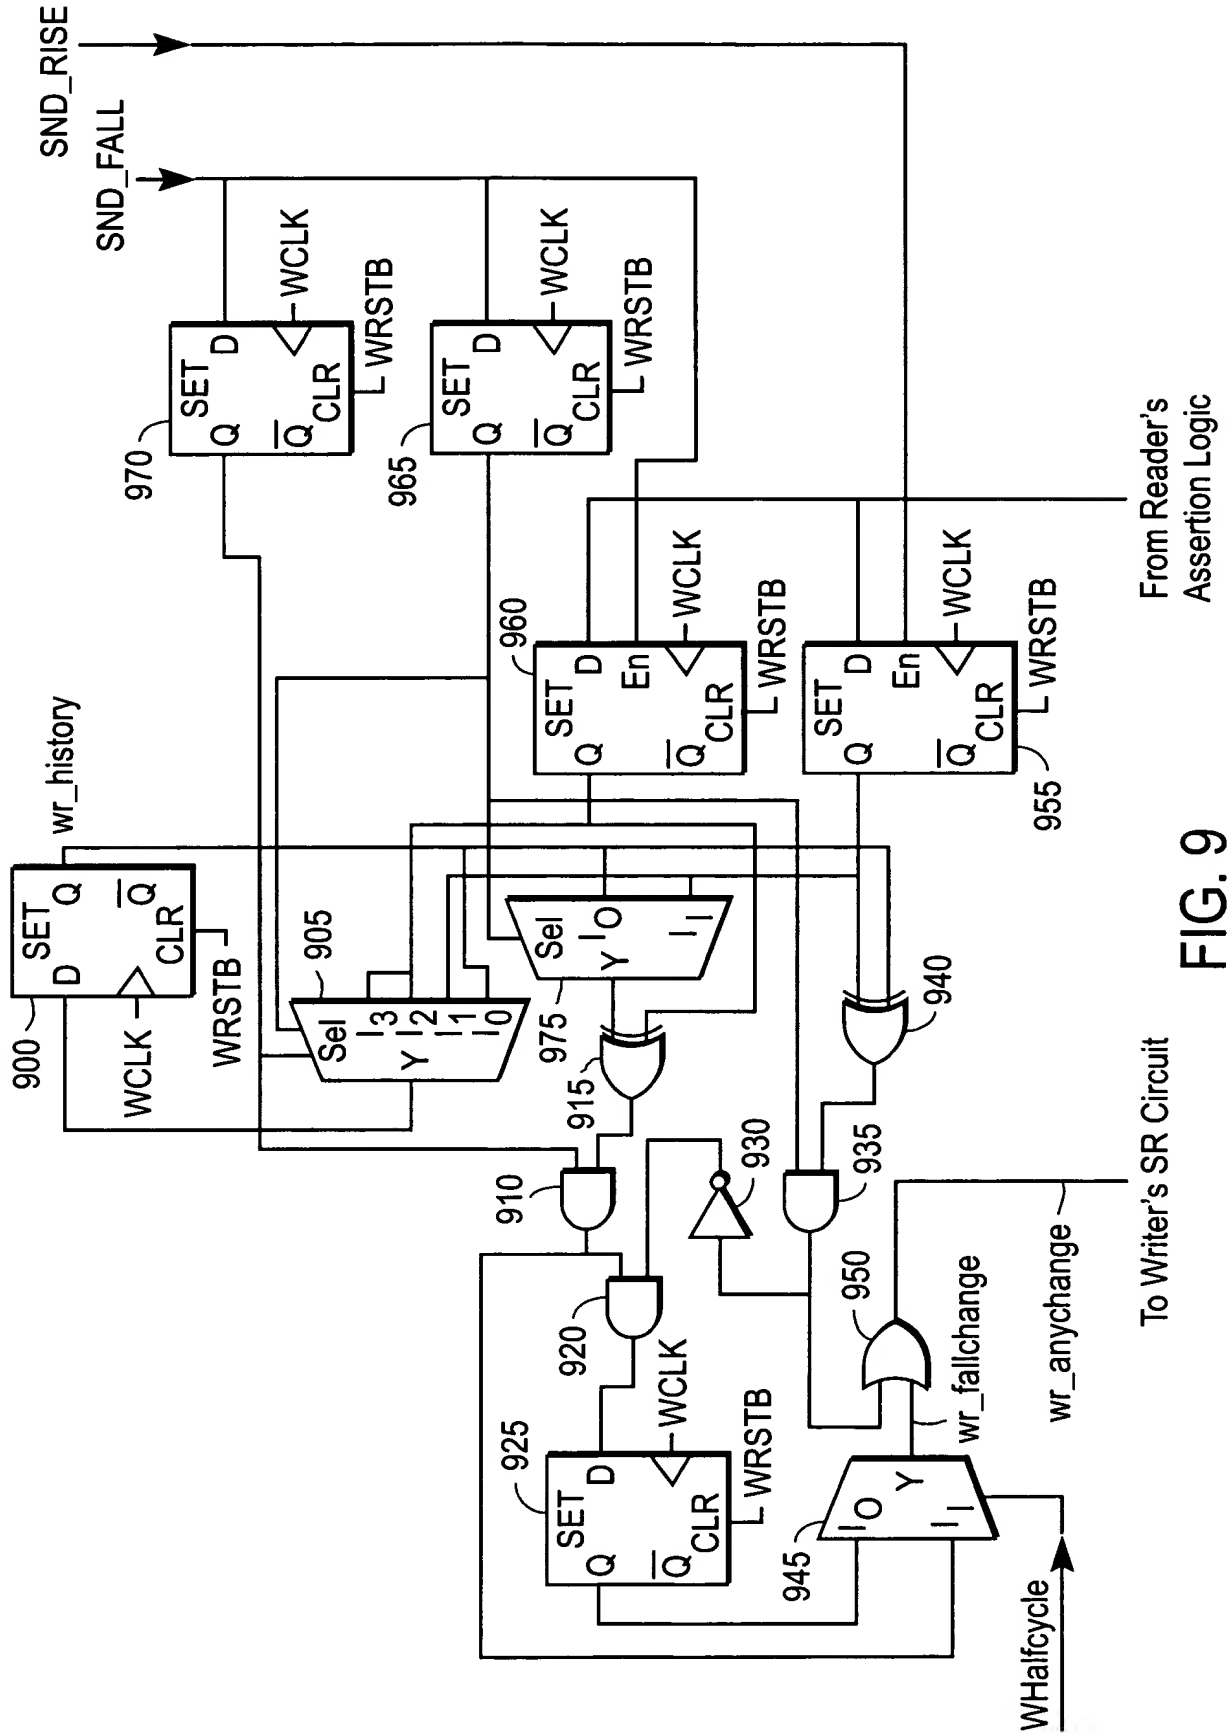 900
SET
D
Q
Q
CLR
WCLK
WRSTB
wr_history
905
Sel
I3
I2
I1
I0
Y
970
SET
Q
D
Q
CLR
WCLK
WRSTB
SND_FALL
SND_RISE
965
SET
Q
D
Q
CLR
WCLK
WRSTB
910
915
975
Sel
I0
I1
Y
960
SET
Q
D
En
Q
CLR
WCLK
WRSTB
925
SET
Q
D
Q
CLR
WCLK
WRSTB
920
930
935
940
955
SET
Q
D
En
Q
CLR
WCLK
WRSTB
945
I0
I1
Y
950
wr_fallchange
WHalfcycle
wr_anychange
To Writer's SR Circuit
From Reader's
Assertion Logic
FIG. 9